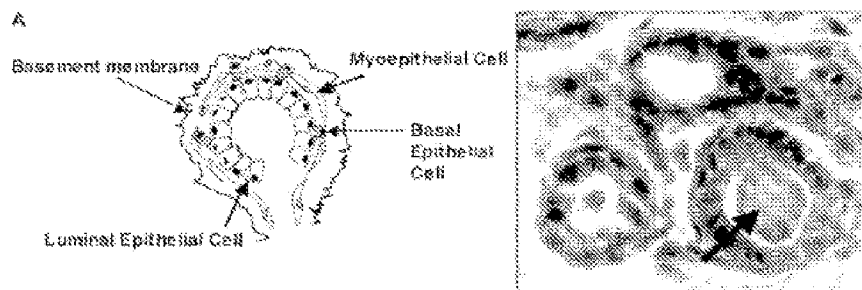 A
Basement membrane
Myoepithelial Cell
Basal
Epithelial
Cell
Luminal Epithelial Cell